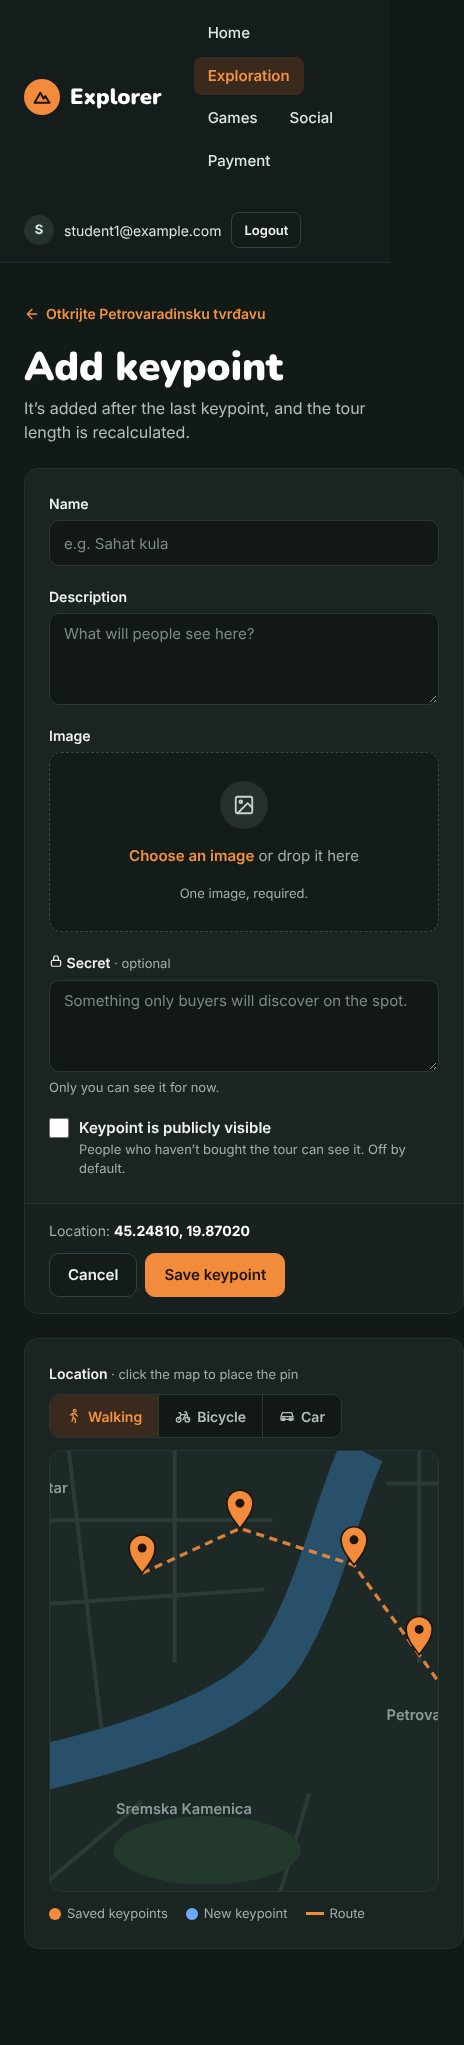 Home
Exploration
Explorer
Games Social
Payment
S student1@example.com Logout
← Otkrijte Petrovaradinsku tvrđavu
Add keypoint
It’s added after the last keypoint, and the tour
length is recalculated.
Name
e.g. Sahat kula
Description
What will people see here?
Image
Choose an image or drop it here
One image, required.
Secret · optional
Something only buyers will discover on the spot.
Only you can see it for now.
Keypoint is publicly visible
People who haven’t bought the tour can see it. Off by
default.
Location: 45.24810, 19.87020
Cancel Save keypoint
Location · click the map to place the pin
Walking Bicycle Car
tar
Petrova
Sremska Kamenica
Saved keypoints New keypoint Route